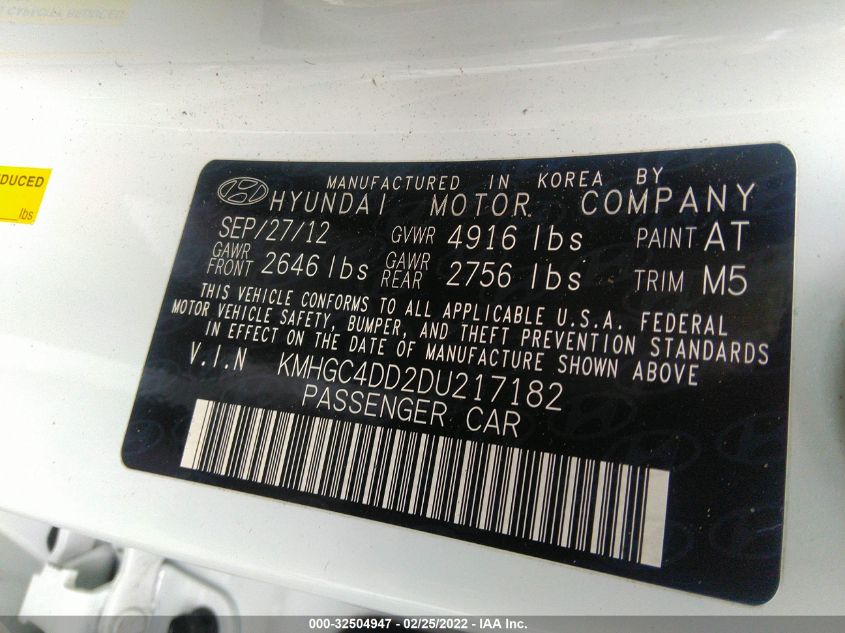 DUCED
lbs
MANUFACTURED IN KOREA BY
HYUNDAI MOTOR COMPANY
SEP/27/12 GVWR 4916 lbs PAINT AT
GAWR FRONT 2646 lbs GAWR REAR 2756 lbs TRIM M5
THIS VEHICLE CONFORMS TO ALL APPLICABLE U.S.A. FEDERAL
MOTOR VEHICLE SAFETY, BUMPER, AND THEFT PREVENTION STANDARDS
IN EFFECT ON THE DATE OF MANUFACTURE SHOWN ABOVE
V.I.N KMHGC4DD2DU217182
PASSENGER CAR
000-32504947 - 02/25/2022 - IAA Inc.